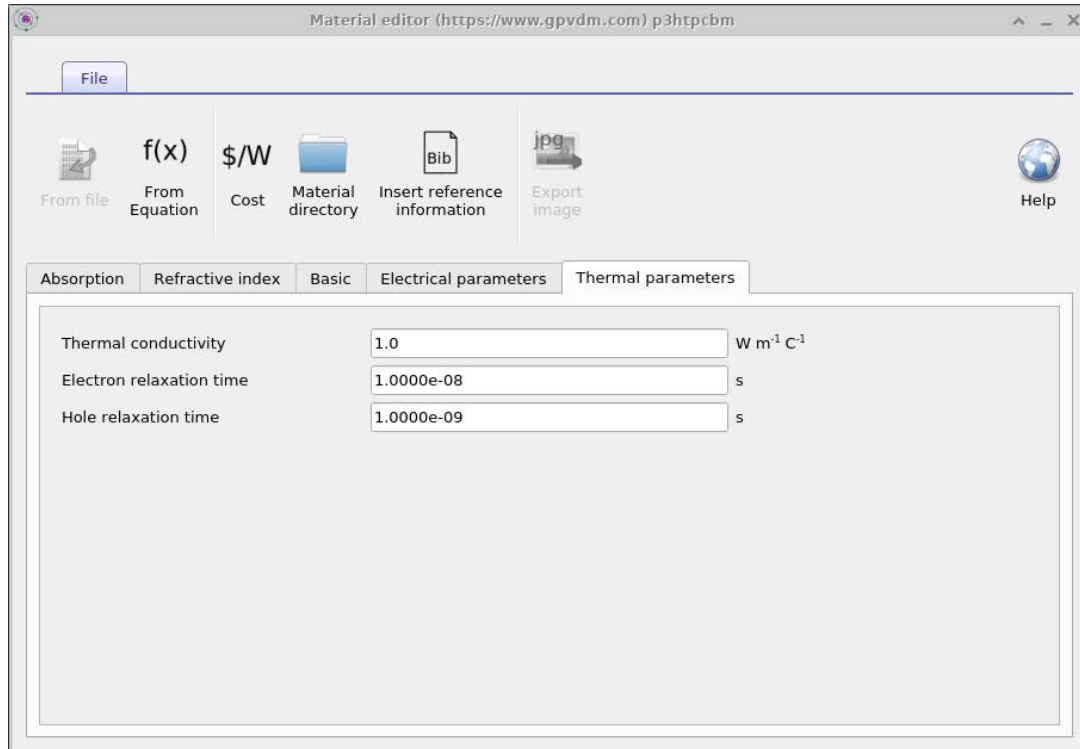 Material editor (https://www.gpvdm.com) p3htpcbm
File
From file
f(x)
From
Equation
$/W
Cost
Material
directory
Bib
Insert reference
information
jpg
Export
image
Help
Absorption
Refractive index
Basic
Electrical parameters
Thermal parameters
Thermal conductivity 1.0 W m⁻¹ C⁻¹
Electron relaxation time 1.0000e-08 s
Hole relaxation time 1.0000e-09 s